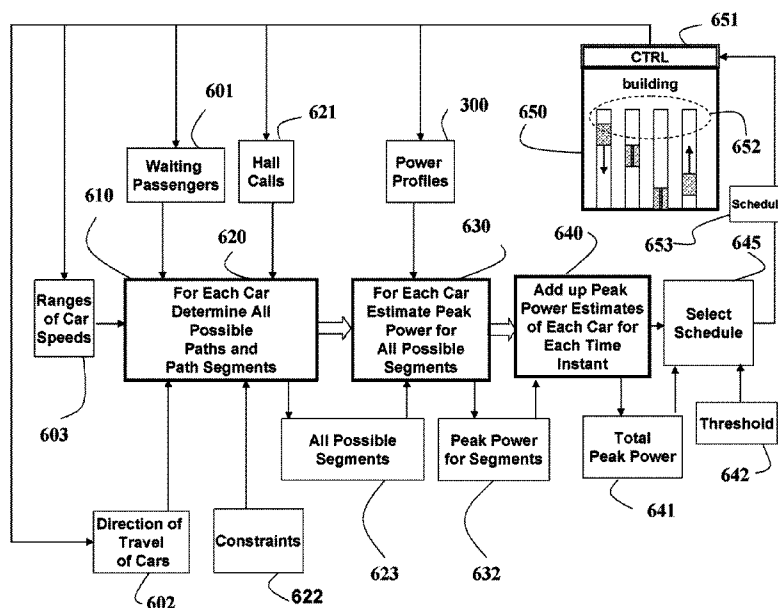 651
CTRL
building
601
621
300
650
652
Waiting
Passengers
Hall
Calls
Power
Profiles
610
620
630
640
653
Schedul
645
Ranges
of Car
Speeds
For Each Car
Determine All
Possible
Paths and
Path Segments
For Each Car
Estimate Peak
Power for
All Possible
Segments
Add up Peak
Power Estimates
of Each Car for
Each Time
Instant
Select
Schedule
603
All Possible
Segments
Peak Power
for Segments
Total
Peak Power
Threshold
642
641
Direction of
Travel
of Cars
Constraints
623
632
602
622